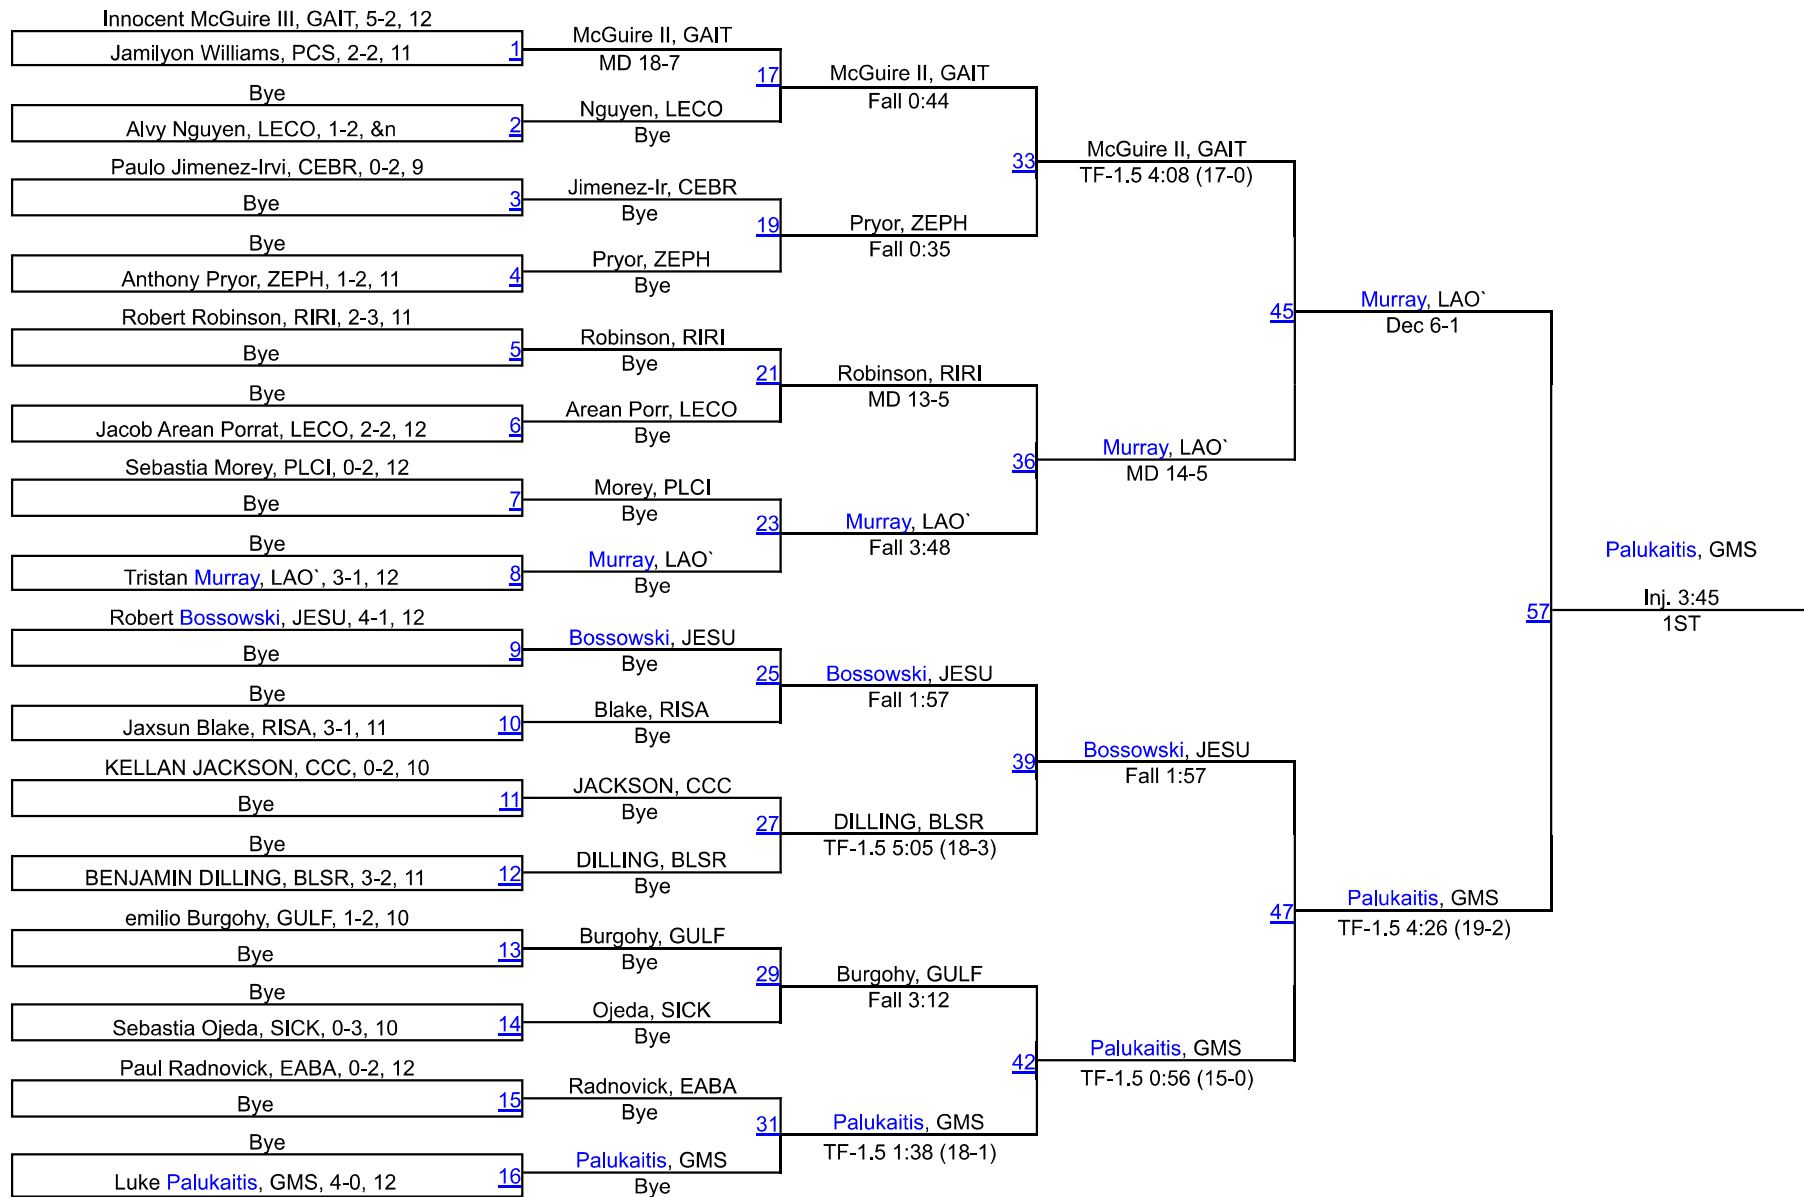 Innocent McGuire III, GAIT, 5-2, 12
Jamilyon Williams, PCS, 2-2, 11
1
Bye
Alvy Nguyen, LECO, 1-2, &n
2
Paulo Jimenez-Irvi, CEBR, 0-2, 9
Bye
3
Bye
Anthony Pryor, ZEPH, 1-2, 11
4
Robert Robinson, RIRI, 2-3, 11
Bye
5
Bye
Jacob Arean Porrat, LECO, 2-2, 12
6
Sebastia Morey, PLCI, 0-2, 12
Bye
7
Bye
Tristan Murray, LAO`, 3-1, 12
8
Robert Bossowski, JESU, 4-1, 12
Bye
9
Bye
Jaxsun Blake, RISA, 3-1, 11
10
KELLAN JACKSON, CCC, 0-2, 10
Bye
11
Bye
BENJAMIN DILLING, BLSR, 3-2, 11
12
emilio Burgohy, GULF, 1-2, 10
Bye
13
Bye
Sebastia Ojeda, SICK, 0-3, 10
14
Paul Radnovick, EABA, 0-2, 12
Bye
15
Bye
Luke Palukaitis, GMS, 4-0, 12
16
McGuire II, GAIT
MD 18-7
17
Nguyen, LECO
Bye
Jimenez-Ir, CEBR
Bye
19
Pryor, ZEPH
Bye
Robinson, RIRI
Bye
21
Arean Porr, LECO
Bye
Morey, PLCI
Bye
23
Murray, LAO`
Bye
Bossowski, JESU
Bye
25
Blake, RISA
Bye
JACKSON, CCC
Bye
27
DILLING, BLSR
Bye
Burgohy, GULF
Bye
29
Ojeda, SICK
Bye
Radnovick, EABA
Bye
31
Palukaitis, GMS
Bye
McGuire II, GAIT
Fall 0:44
33
Pryor, ZEPH
Fall 0:35
Robinson, RIRI
MD 13-5
36
Murray, LAO`
Fall 3:48
Bossowski, JESU
Fall 1:57
39
DILLING, BLSR
TF-1.5 5:05 (18-3)
Burgohy, GULF
Fall 3:12
42
Palukaitis, GMS
TF-1.5 1:38 (18-1)
McGuire II, GAIT
TF-1.5 4:08 (17-0)
45
Murray, LAO`
MD 14-5
Bossowski, JESU
Fall 1:57
47
Palukaitis, GMS
TF-1.5 0:56 (15-0)
Murray, LAO`
Dec 6-1
57
Palukaitis, GMS
TF-1.5 4:26 (19-2)
Palukaitis, GMS
Inj. 3:45
1ST